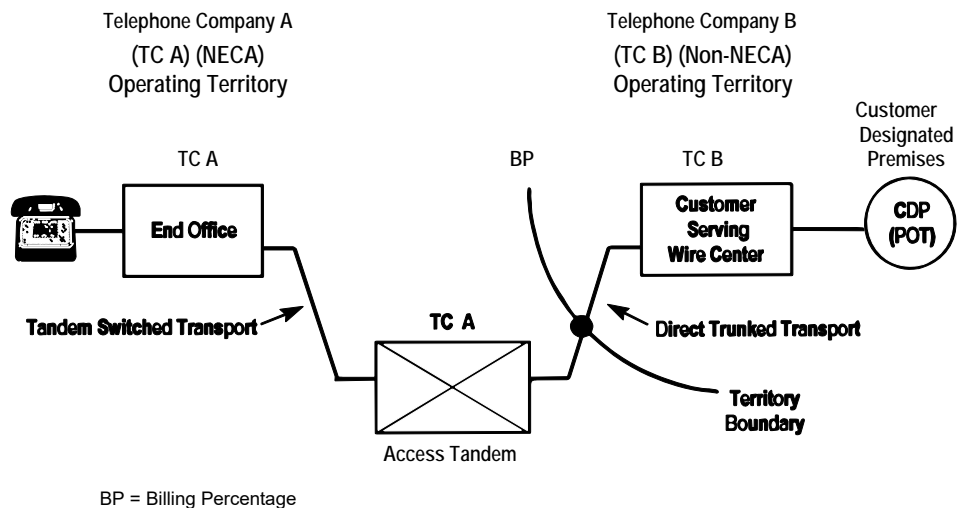 Telephone Company A
(TC A) (NECA)
Operating Territory
Telephone Company B
(TC B) (Non-NECA)
Operating Territory
Customer
Designated
Premises
TC A
BP
TC B
End Office
Customer
Serving
Wire Center
CDP
(POT)
Tandem Switched Transport
TC A
Direct Trunked Transport
Territory
Boundary
Access Tandem
BP = Billing Percentage